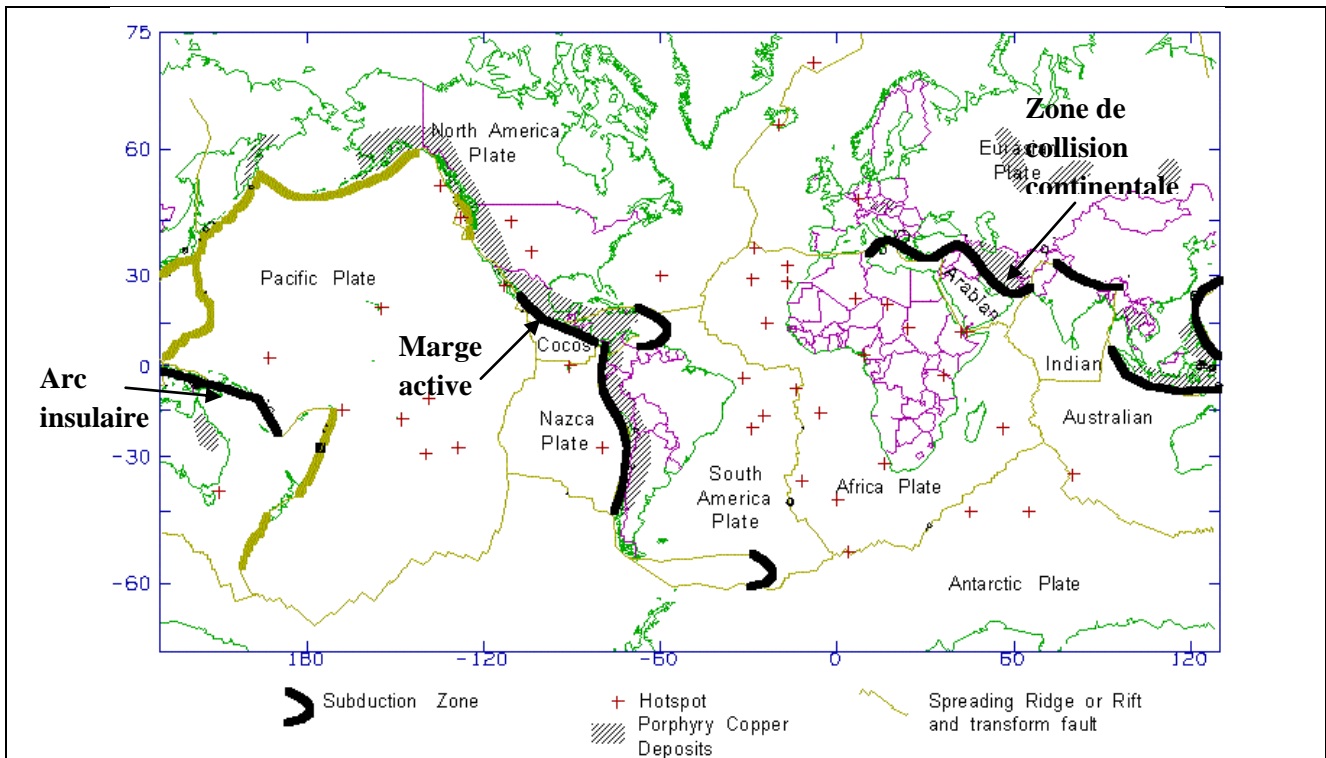 75
60
30
0
-30
-60
180
-120
-60
0
60
120
North America
Plate
Eurasian
Plate
Zone de
collision
continentale
Pacific Plate
Arabian
Marge
active
Cocos
Indian
Arc
insulaire
Nazca
Plate
Australian
South
America
Plate
Africa Plate
Antarctic Plate
Subduction Zone
Hotspot
Porphyry Copper
Deposits
Spreading Ridge or Rift
and transform fault